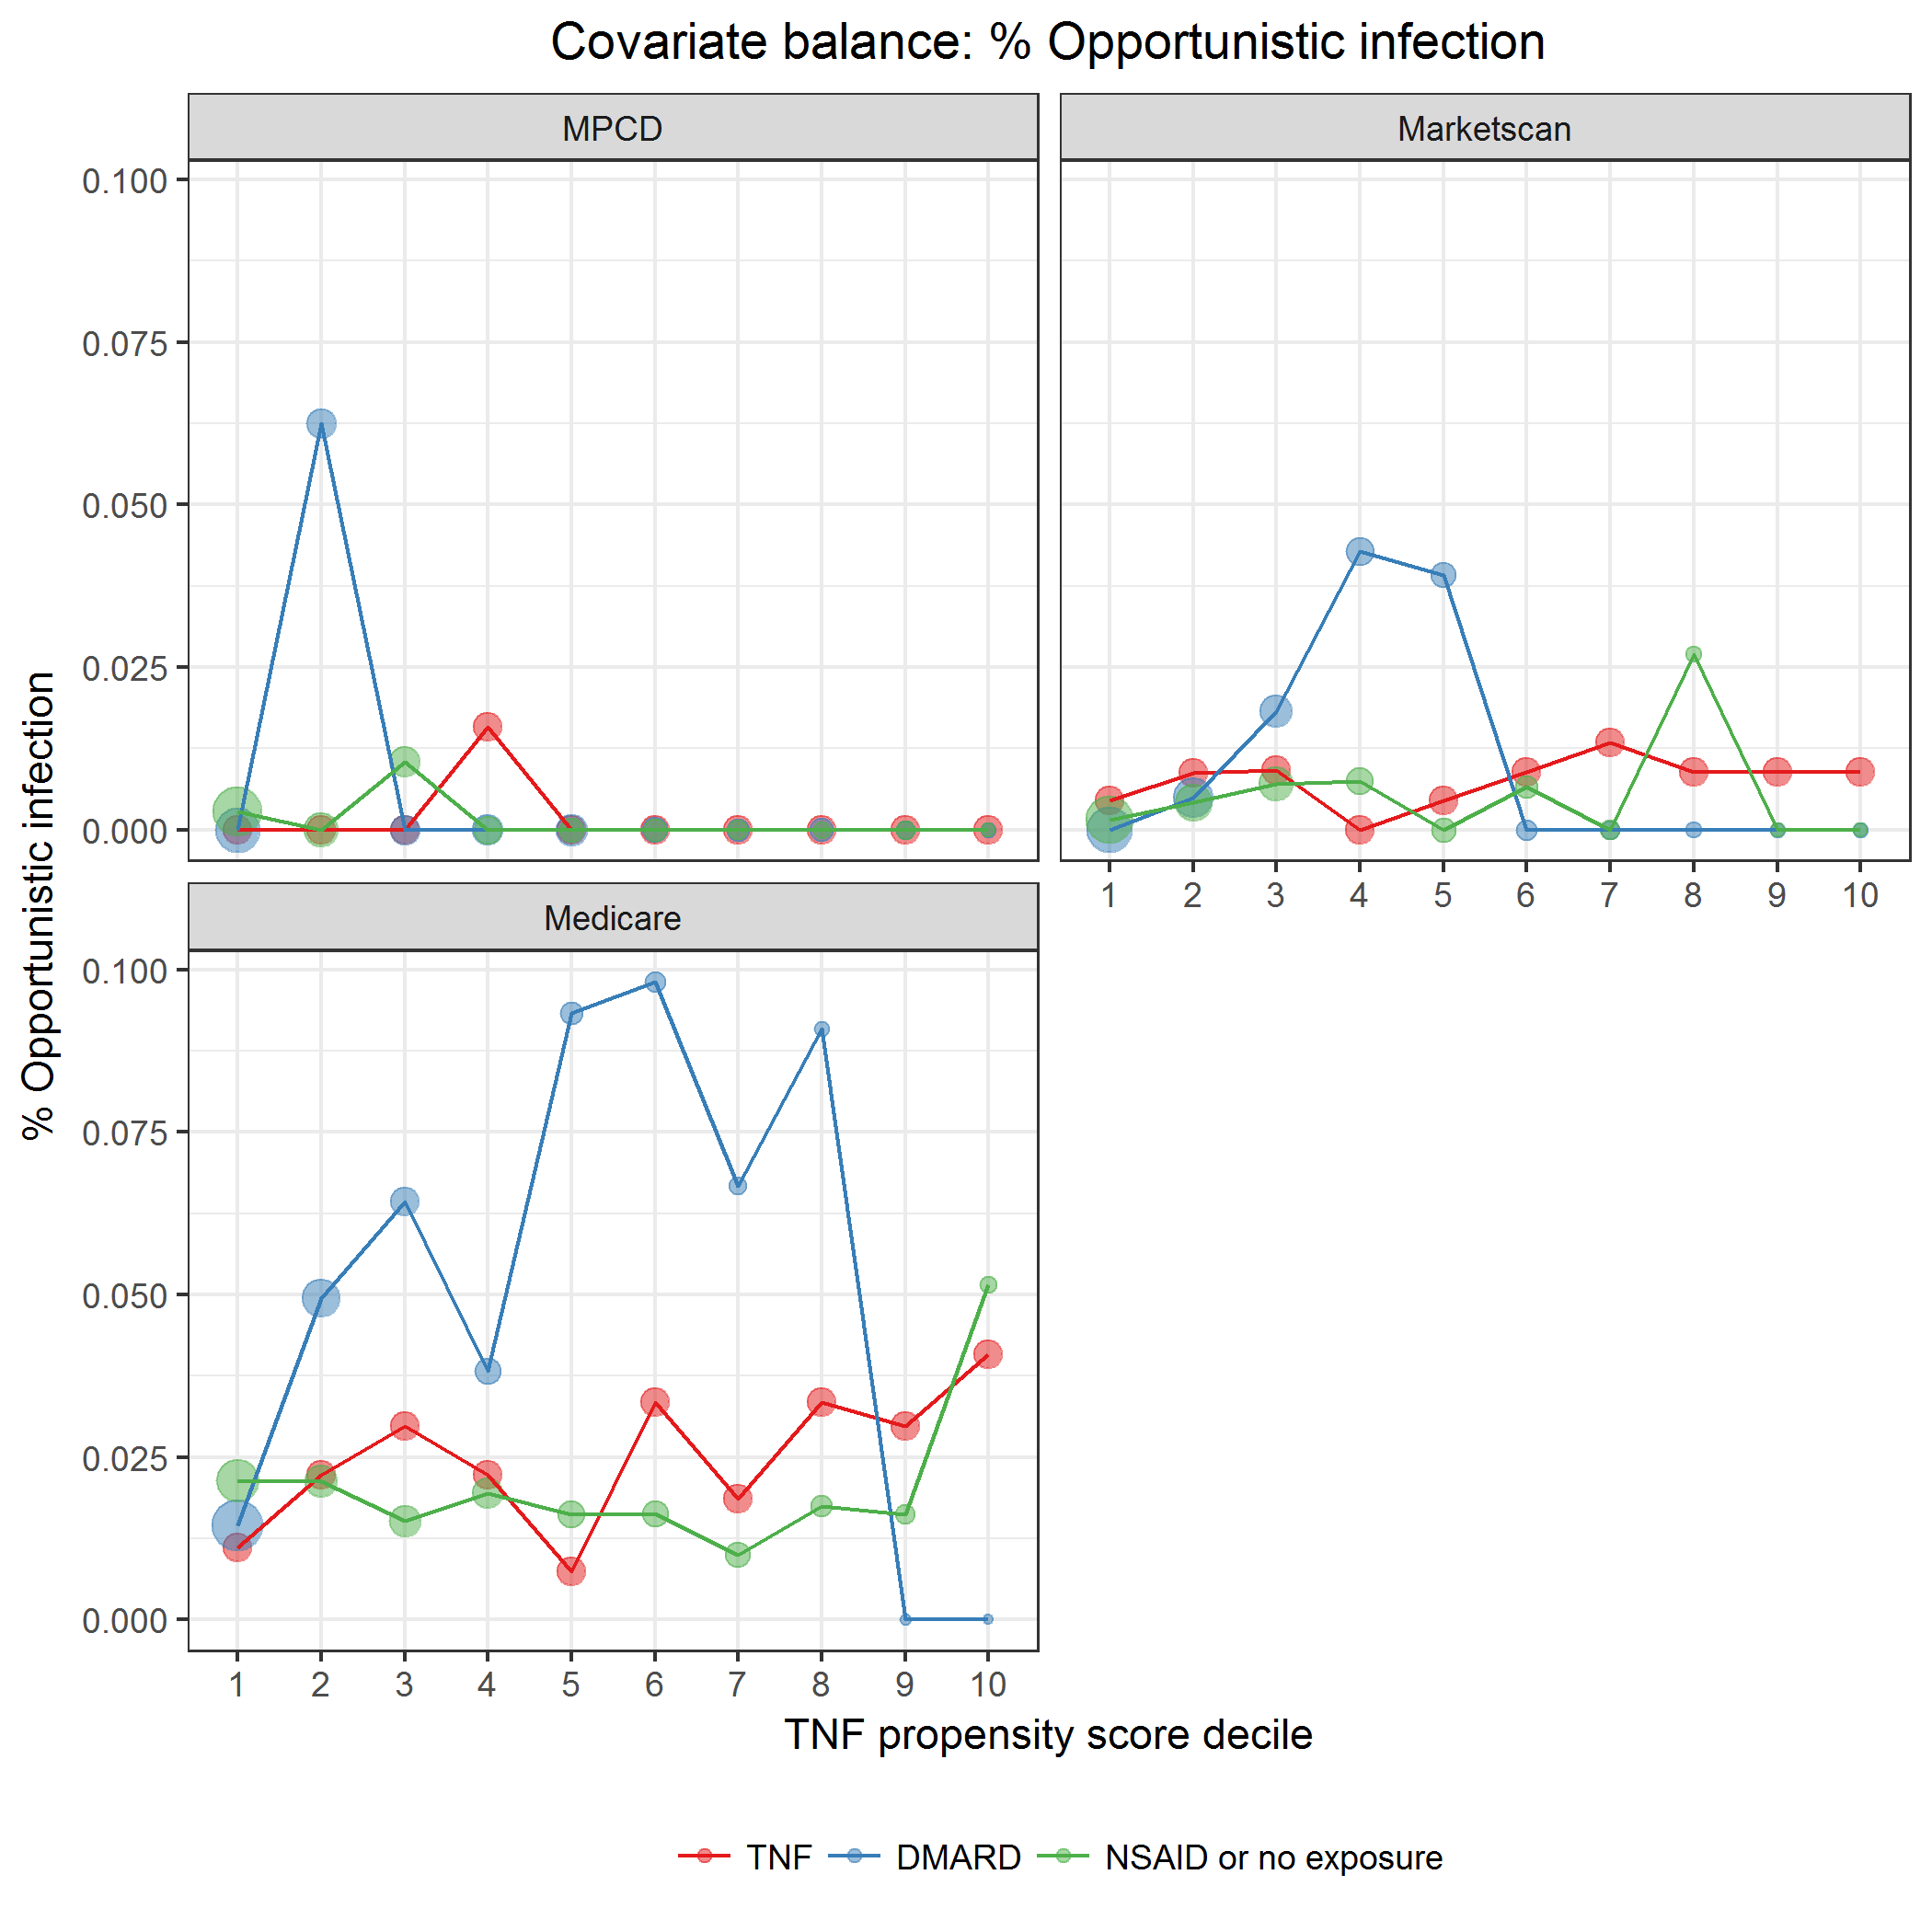 Covariate balance: % Opportunistic infection
MPCD
Marketscan
0.100
0.075
0.050
0.025
0.000
1 2 3 4 5 6 7 8 9 10
% Opportunistic infection
Medicare
0.100
0.075
0.050
0.025
0.000
1 2 3 4 5 6 7 8 9 10
TNF propensity score decile
TNF DMARD NSAID or no exposure